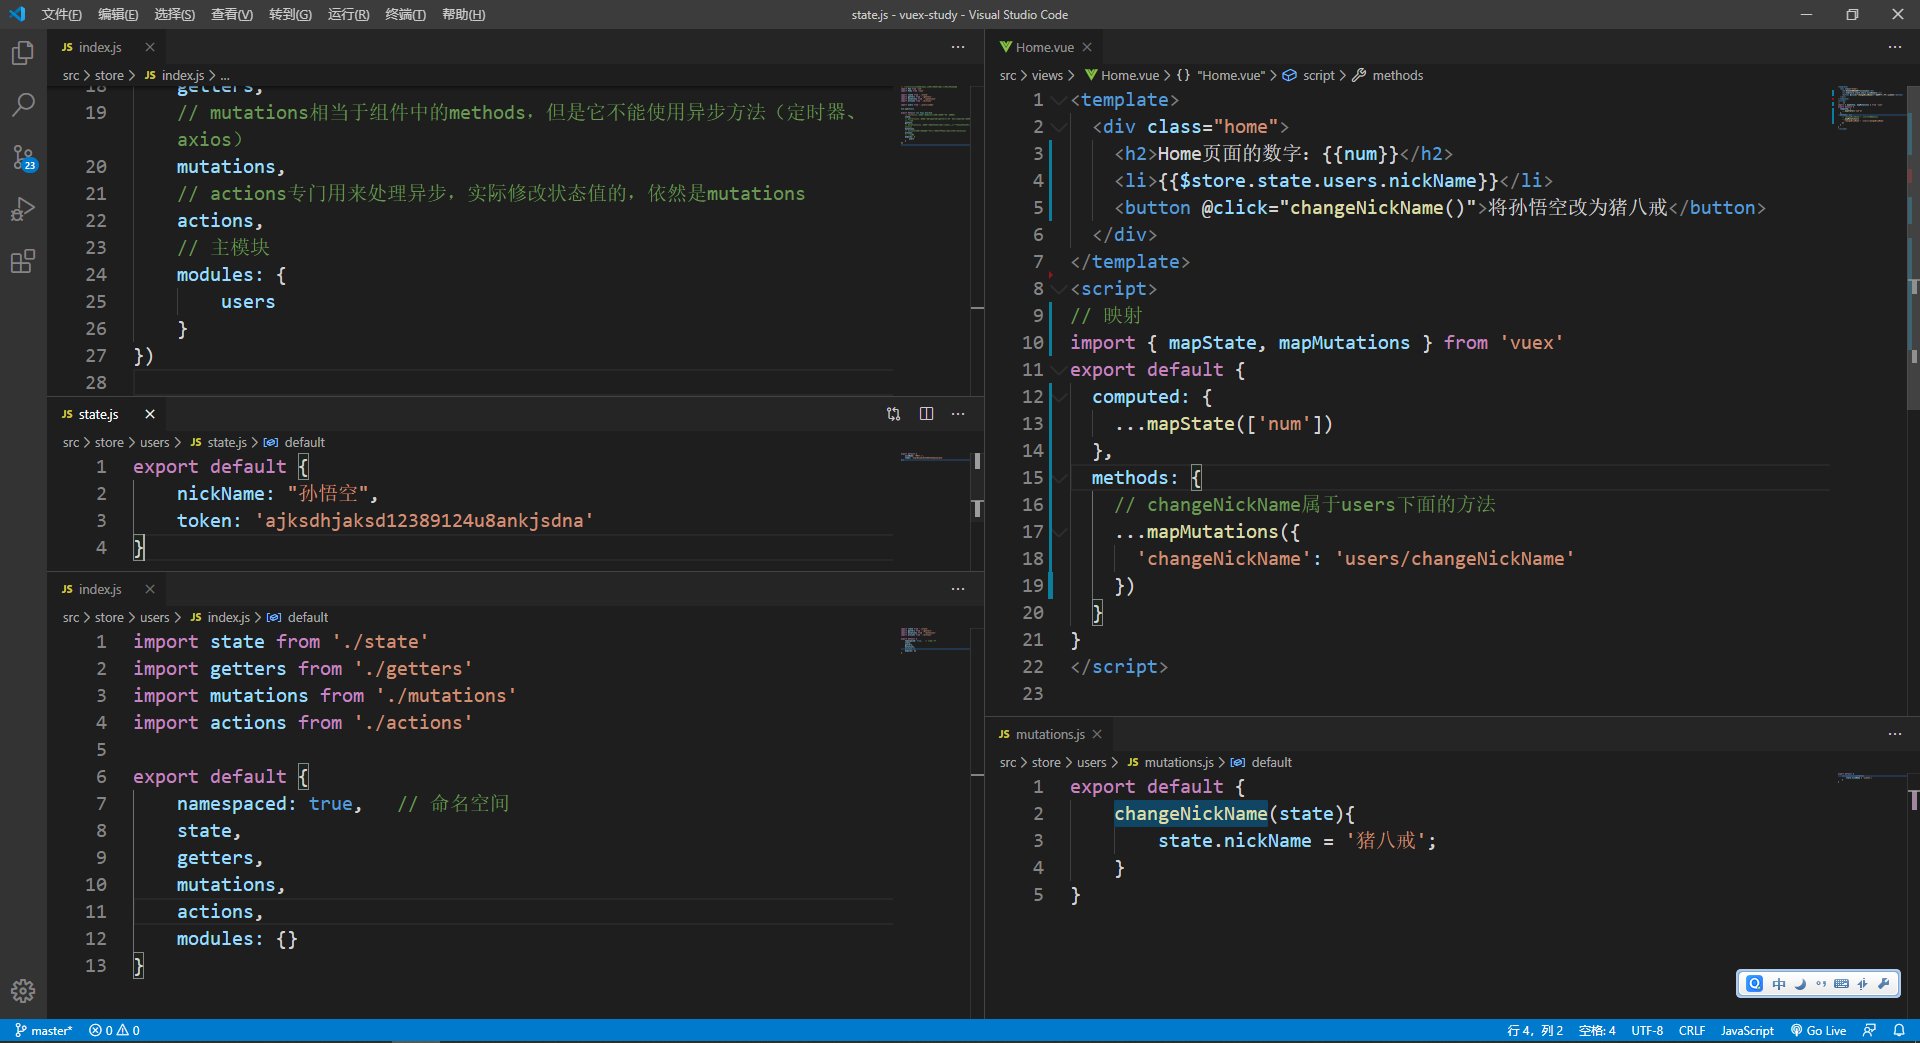 文件(F) 编辑(E) 选择(S) 查看(V) 转到(G) 运行(R) 终端(T) 帮助(H)
state.js - vuex-study - Visual Studio Code
23
JS index.js
src > store > JS index.js > ...
18 getters,
19 // mutations相当于组件中的methods，但是它不能使用异步方法（定时器、
axios）
20 mutations,
21 // actions专门用来处理异步，实际修改状态值的，依然是mutations
22 actions,
23 // 主模块
24 modules: {
25 users
26 }
27 })
28
JS state.js
src > store > users > JS state.js > default
1 export default {
2 nickName: "孙悟空",
3 token: 'ajksdhjaksd12389124u8ankjsdna'
4 }
JS index.js
src > store > users > JS index.js > default
1 import state from './state'
2 import getters from './getters'
3 import mutations from './mutations'
4 import actions from './actions'
5
6 export default {
7 namespaced: true, // 命名空间
8 state,
9 getters,
10 mutations,
11 actions,
12 modules: {}
13 }
Home.vue
src > views > Home.vue > {} "Home.vue" > script > methods
1 <template>
2 <div class="home">
3 <h2>Home页面的数字: {{num}}</h2>
4 <li>{{$store.state.users.nickName}}</li>
5 <button @click="changeNickName()">将孙悟空改为猪八戒</button>
6 </div>
7 </template>
8 <script>
9 // 映射
10 import { mapState, mapMutations } from 'vuex'
11 export default {
12 computed: {
13 ...mapState(['num'])
14 },
15 methods: {
16 // changeNickName属于users下面的方法
17 ...mapMutations({
18 'changeNickName': 'users/changeNickName'
19 })
20 }
21 }
22 </script>
23
JS mutations.js
src > store > users > JS mutations.js > default
1 export default {
2 changeNickName(state){
3 state.nickName = '猪八戒';
4 }
5 }
中
master* 0 0
行 4，列 2 空格: 4 UTF-8 CRLF JavaScript Go Live